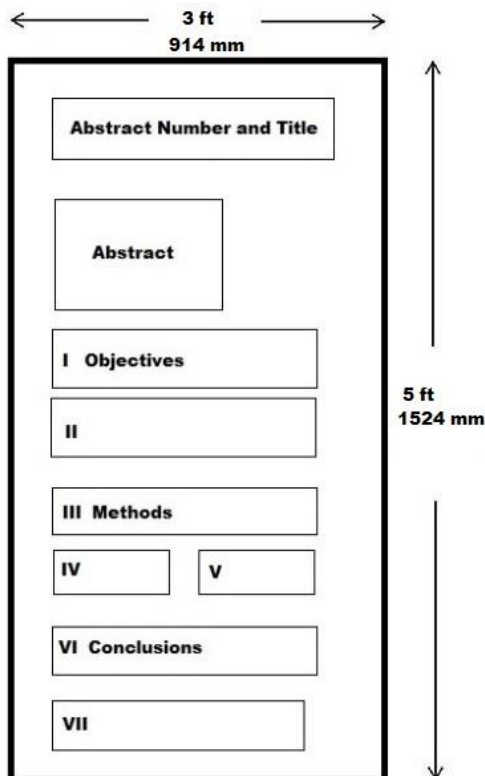 3 ft
914 mm
Abstract Number and Title
Abstract
I Objectives
II
5 ft
1524 mm
III Methods
IV
V
VI Conclusions
VII